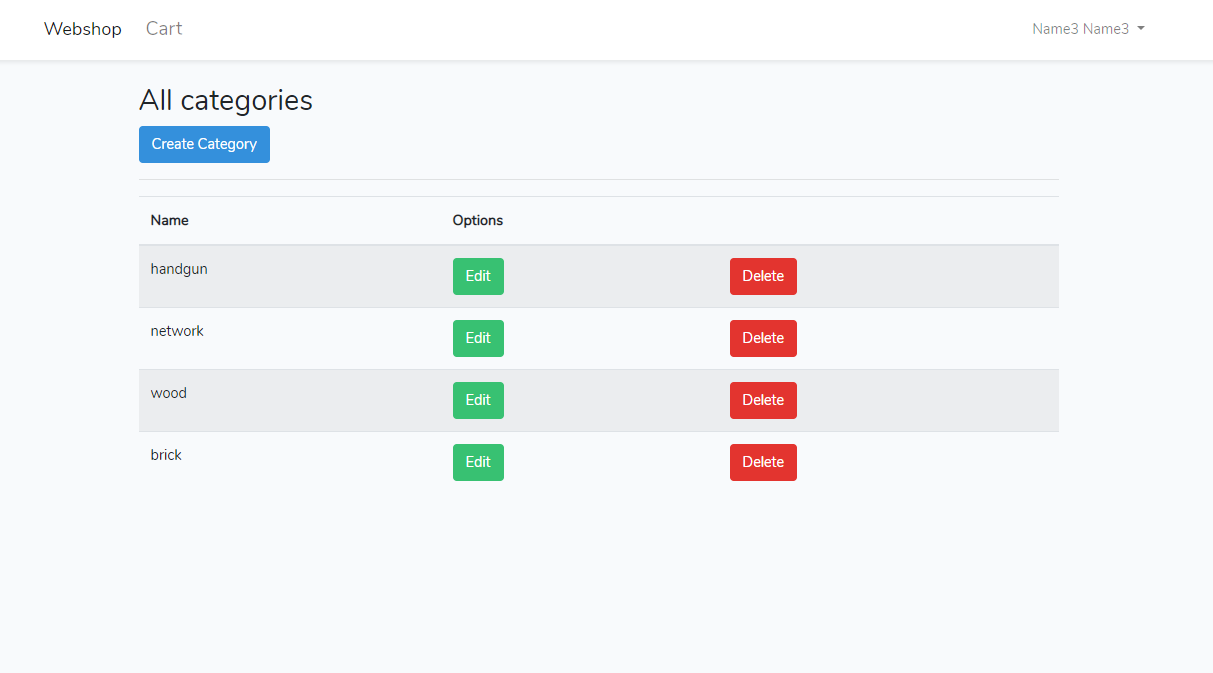 Webshop Cart Name3 Name3
All categories
Create Category
Name Options
handgun Edit Delete
network Edit Delete
wood Edit Delete
brick Edit Delete